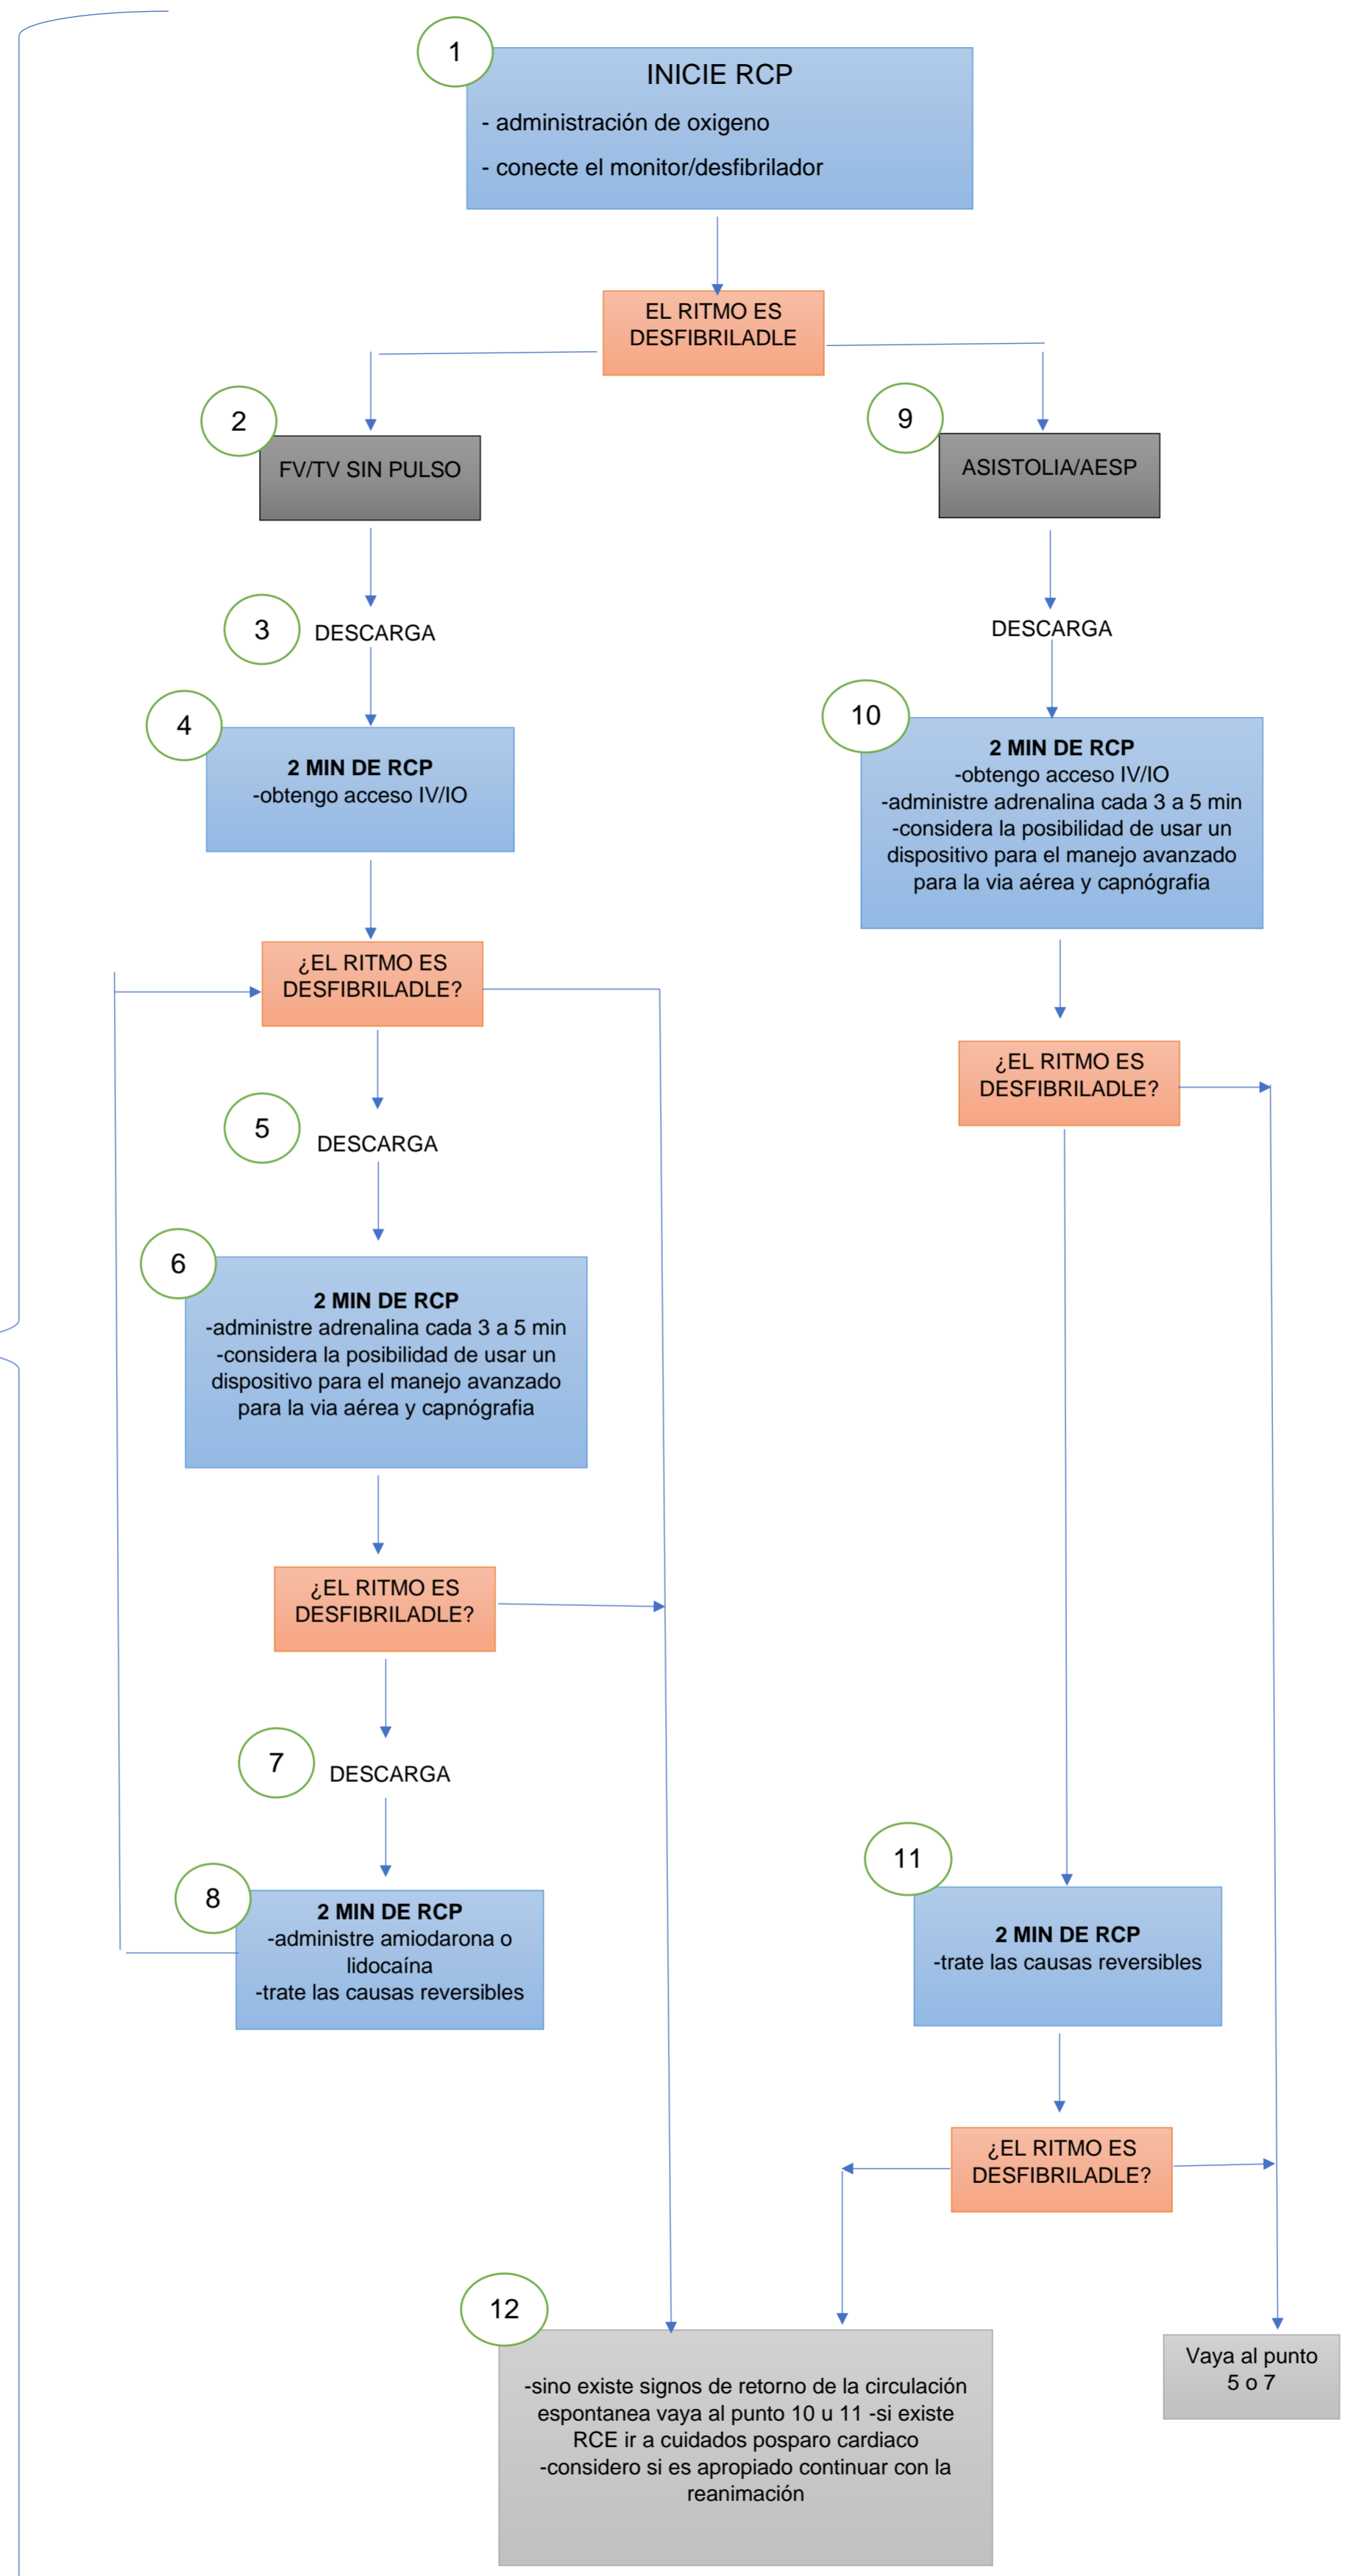 1
INICIE RCP
- administración de oxigeno
- conecte el monitor/desfibrilador
EL RITMO ES
DESFIBRILADLE
2
FV/TV SIN PULSO
3
DESCARGA
4
2 MIN DE RCP
-obtengo acceso IV/IO
¿EL RITMO ES
DESFIBRILADLE?
5
DESCARGA
6
2 MIN DE RCP
-administre adrenalina cada 3 a 5 min
-considera la posibilidad de usar un
dispositivo para el manejo avanzado
para la via aérea y capnógrafia
¿EL RITMO ES
DESFIBRILADLE?
7
DESCARGA
8
2 MIN DE RCP
-administre amiodarona o
lidocaína
-trate las causas reversibles
9
ASISTOLIA/AESP
DESCARGA
10
2 MIN DE RCP
-obtengo acceso IV/IO
-administre adrenalina cada 3 a 5 min
-considera la posibilidad de usar un
dispositivo para el manejo avanzado
para la via aérea y capnógrafia
¿EL RITMO ES
DESFIBRILADLE?
11
2 MIN DE RCP
-trate las causas reversibles
¿EL RITMO ES
DESFIBRILADLE?
12
-sino existe signos de retorno de la circulación
espontanea vaya al punto 10 u 11 -si existe
RCE ir a cuidados posparo cardiaco
-considero si es apropiado continuar con la
reanimación
Vaya al punto
5 o 7